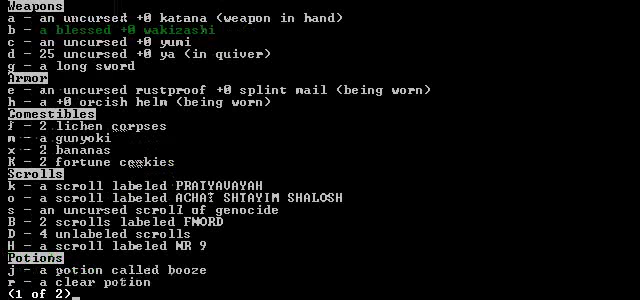 Weapons
a - an uncursed +0 katana (weapon in hand)
b - a blessed +0 wakizashi
c - an uncursed +0 yumi
d - 25 uncursed +0 ya (in quiver)
g - a long sword
Armor
e - an uncursed rustproof +0 splint mail (being worn)
h - a +0 orcish helm (being worn)
Comestibles
f - 2 lichen corpses
m - a gunyoki
x - 2 bananas
K - 2 fortune cookies
Scrolls
k - a scroll labeled PRATYAVAYAH
o - a scroll labeled ACHAT SHTAYIM SHALOSH
s - an uncursed scroll of genocide
B - 2 scrolls labeled FNORD
D - 4 unlabeled scrolls
H - a scroll labeled NR 9
Potions
j - a potion called booze
r - a clear potion
(1 of 2)